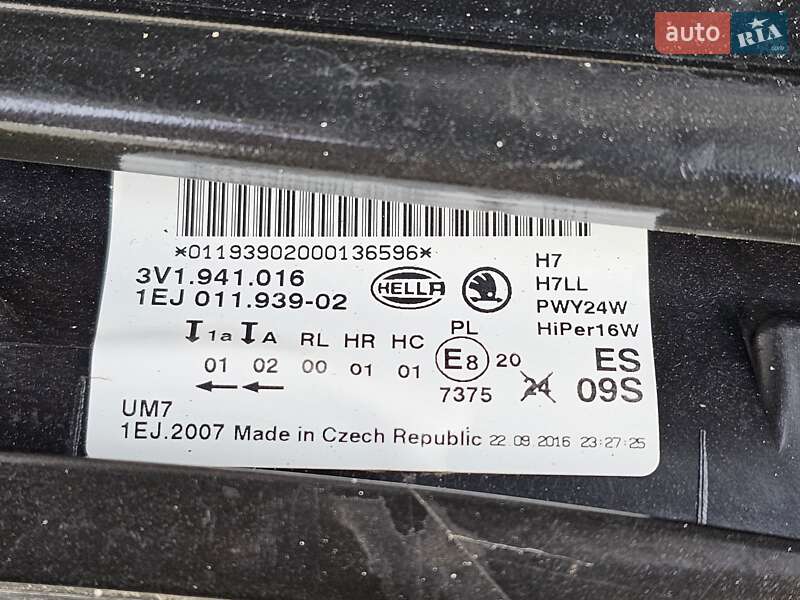 auto RIA
*01193902000136596*
3V1.941.016
1EJ 011.939-02
HELLA
H7
H7LL
PWY24W
HiPer16W
1a A RL HR HC PL
01 02 00 01 01 E8 20 ES
7375 24 09S
UM7
1EJ.2007 Made in Czech Republic 22.09.2016 23:27:25